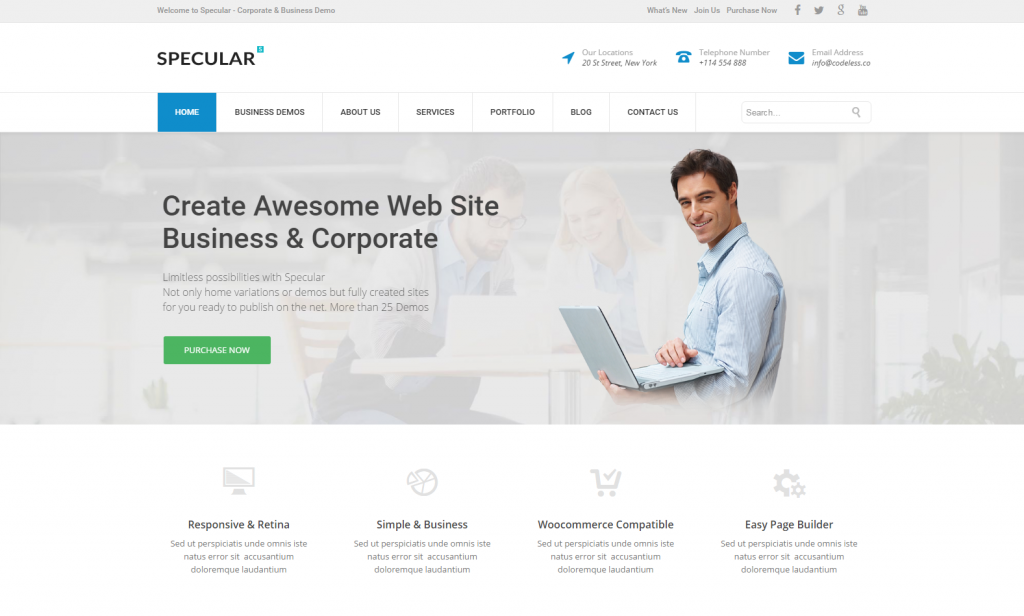 Welcome to Specular - Corporate & Business Demo
What's New Join Us Purchase Now
SPECULAR S
Our Locations
20 St Street, New York
Telephone Number
+114 554 888
Email Address
info@codeless.co
HOME BUSINESS DEMOS ABOUT US SERVICES PORTFOLIO BLOG CONTACT US Search...
Create Awesome Web Site
Business & Corporate
Limitless possibilities with Specular
Not only home variations or demos but fully created sites
for you ready to publish on the net. More than 25 Demos
PURCHASE NOW
Responsive & Retina
Sed ut perspiciatis unde omnis iste
natus error sit accusantium
doloremque laudantium
Simple & Business
Sed ut perspiciatis unde omnis iste
natus error sit accusantium
doloremque laudantium
Woocommerce Compatible
Sed ut perspiciatis unde omnis iste
natus error sit accusantium
doloremque laudantium
Easy Page Builder
Sed ut perspiciatis unde omnis iste
natus error sit accusantium
doloremque laudantium